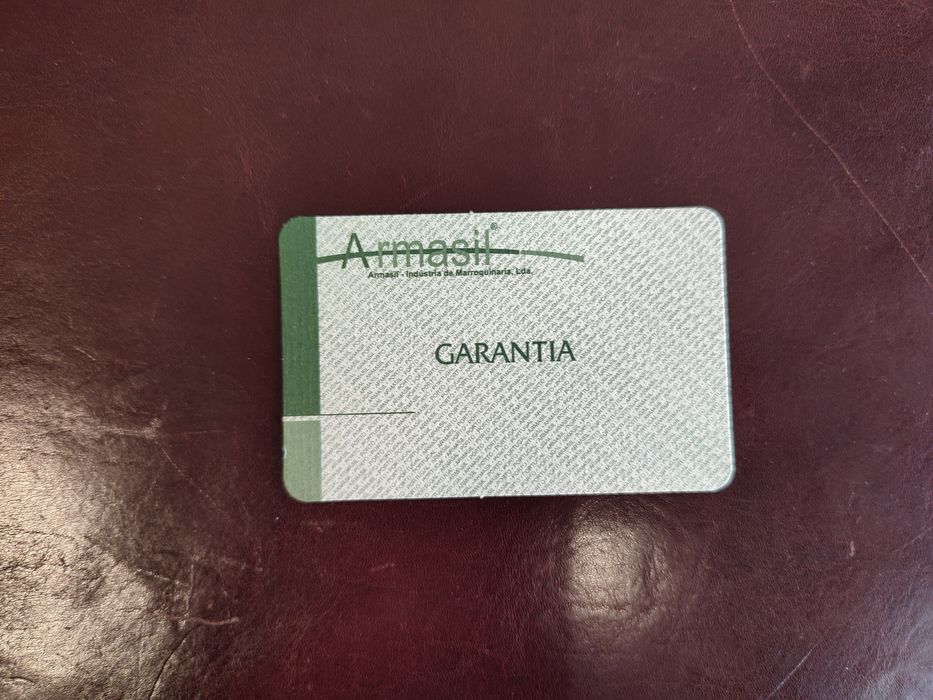 Armasil®
Armasil - Indústria de Marroquinaria, Lda.
GARANTIA